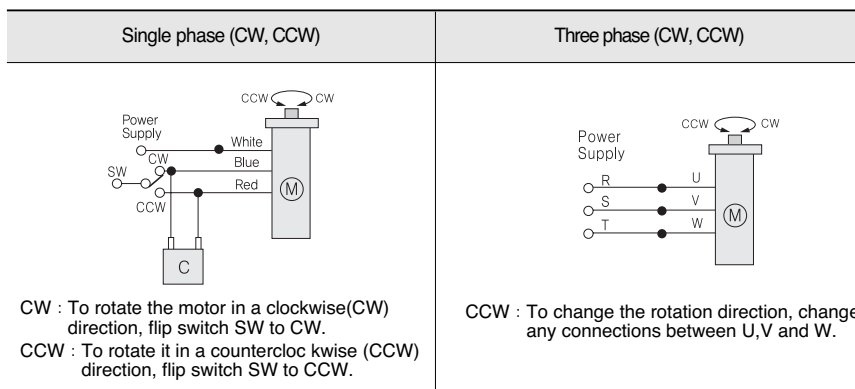 Single phase (CW, CCW)
Three phase (CW, CCW)
CCW CW
Power
Supply
White
CW
Blue
SW
Red
CCW
M
C
CW : To rotate the motor in a clockwise(CW)
direction, flip switch SW to CW.
CCW : To rotate it in a countercloc kwise (CCW)
direction, flip switch SW to CCW.
CCW CW
Power
Supply
R U
S V
T W
M
CCW : To change the rotation direction, change
any connections between U,V and W.